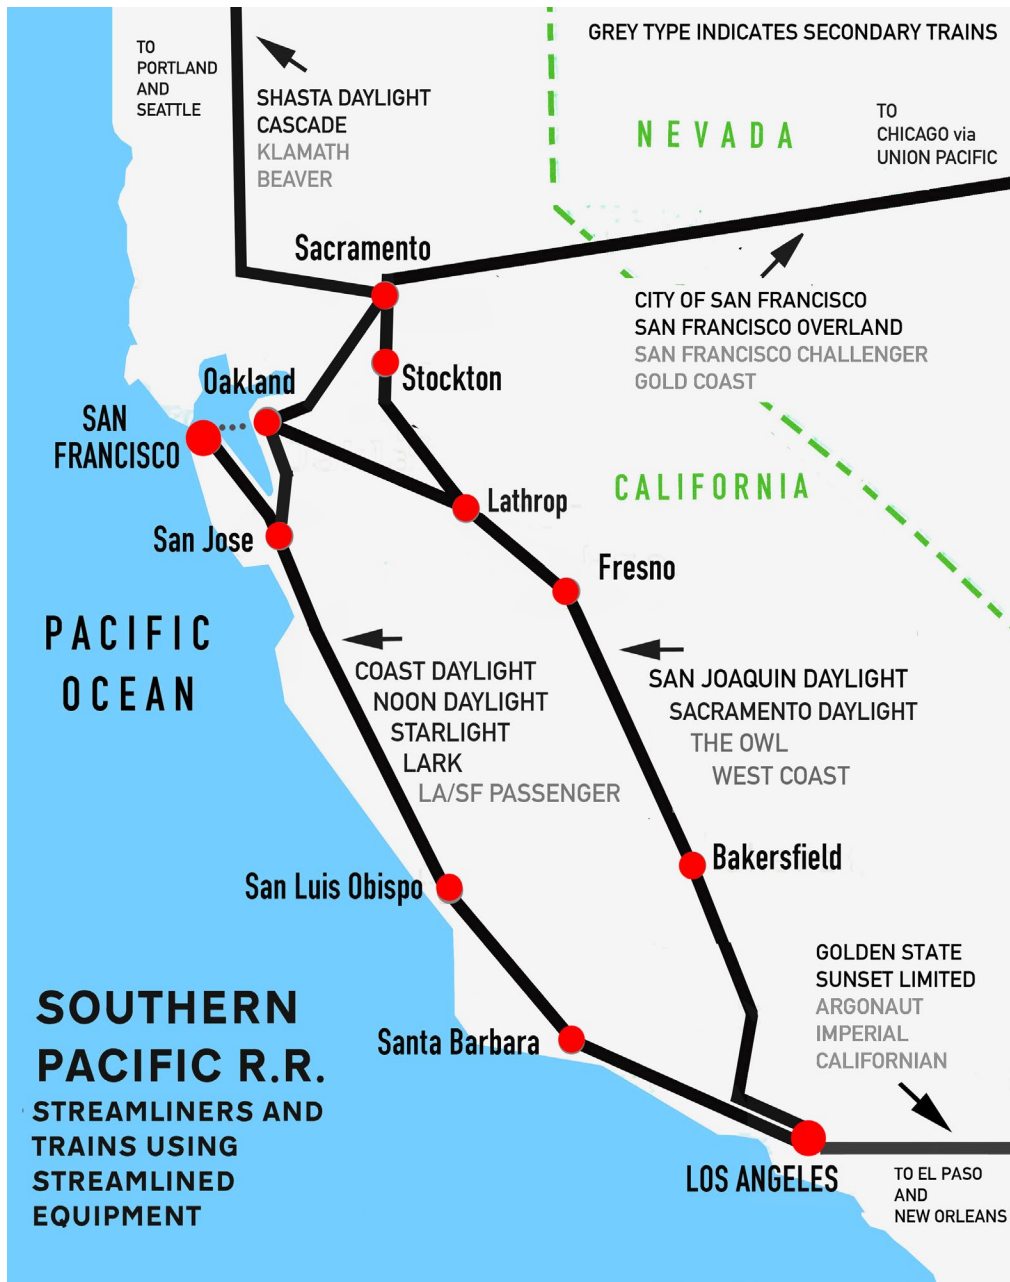 TO
PORTLAND
AND
SEATTLE
SHASTA DAYLIGHT
CASCADE
KLAMATH
BEAVER
GREY TYPE INDICATES SECONDARY TRAINS
NEVADA
TO
CHICAGO via
UNION PACIFIC
Sacramento
CITY OF SAN FRANCISCO
SAN FRANCISCO OVERLAND
SAN FRANCISCO CHALLENGER
GOLD COAST
Oakland
Stockton
SAN
FRANCISCO
CALIFORNIA
Lathrop
San Jose
Fresno
PACIFIC
OCEAN
COAST DAYLIGHT
NOON DAYLIGHT
STARLIGHT
LARK
LA/SF PASSENGER
SAN JOAQUIN DAYLIGHT
SACRAMENTO DAYLIGHT
THE OWL
WEST COAST
Bakersfield
San Luis Obispo
GOLDEN STATE
SUNSET LIMITED
ARGONAUT
IMPERIAL
CALIFORNIAN
Santa Barbara
SOUTHERN
PACIFIC R.R.
STREAMLINERS AND
TRAINS USING
STREAMLINED
EQUIPMENT
LOS ANGELES
TO EL PASO
AND
NEW ORLEANS